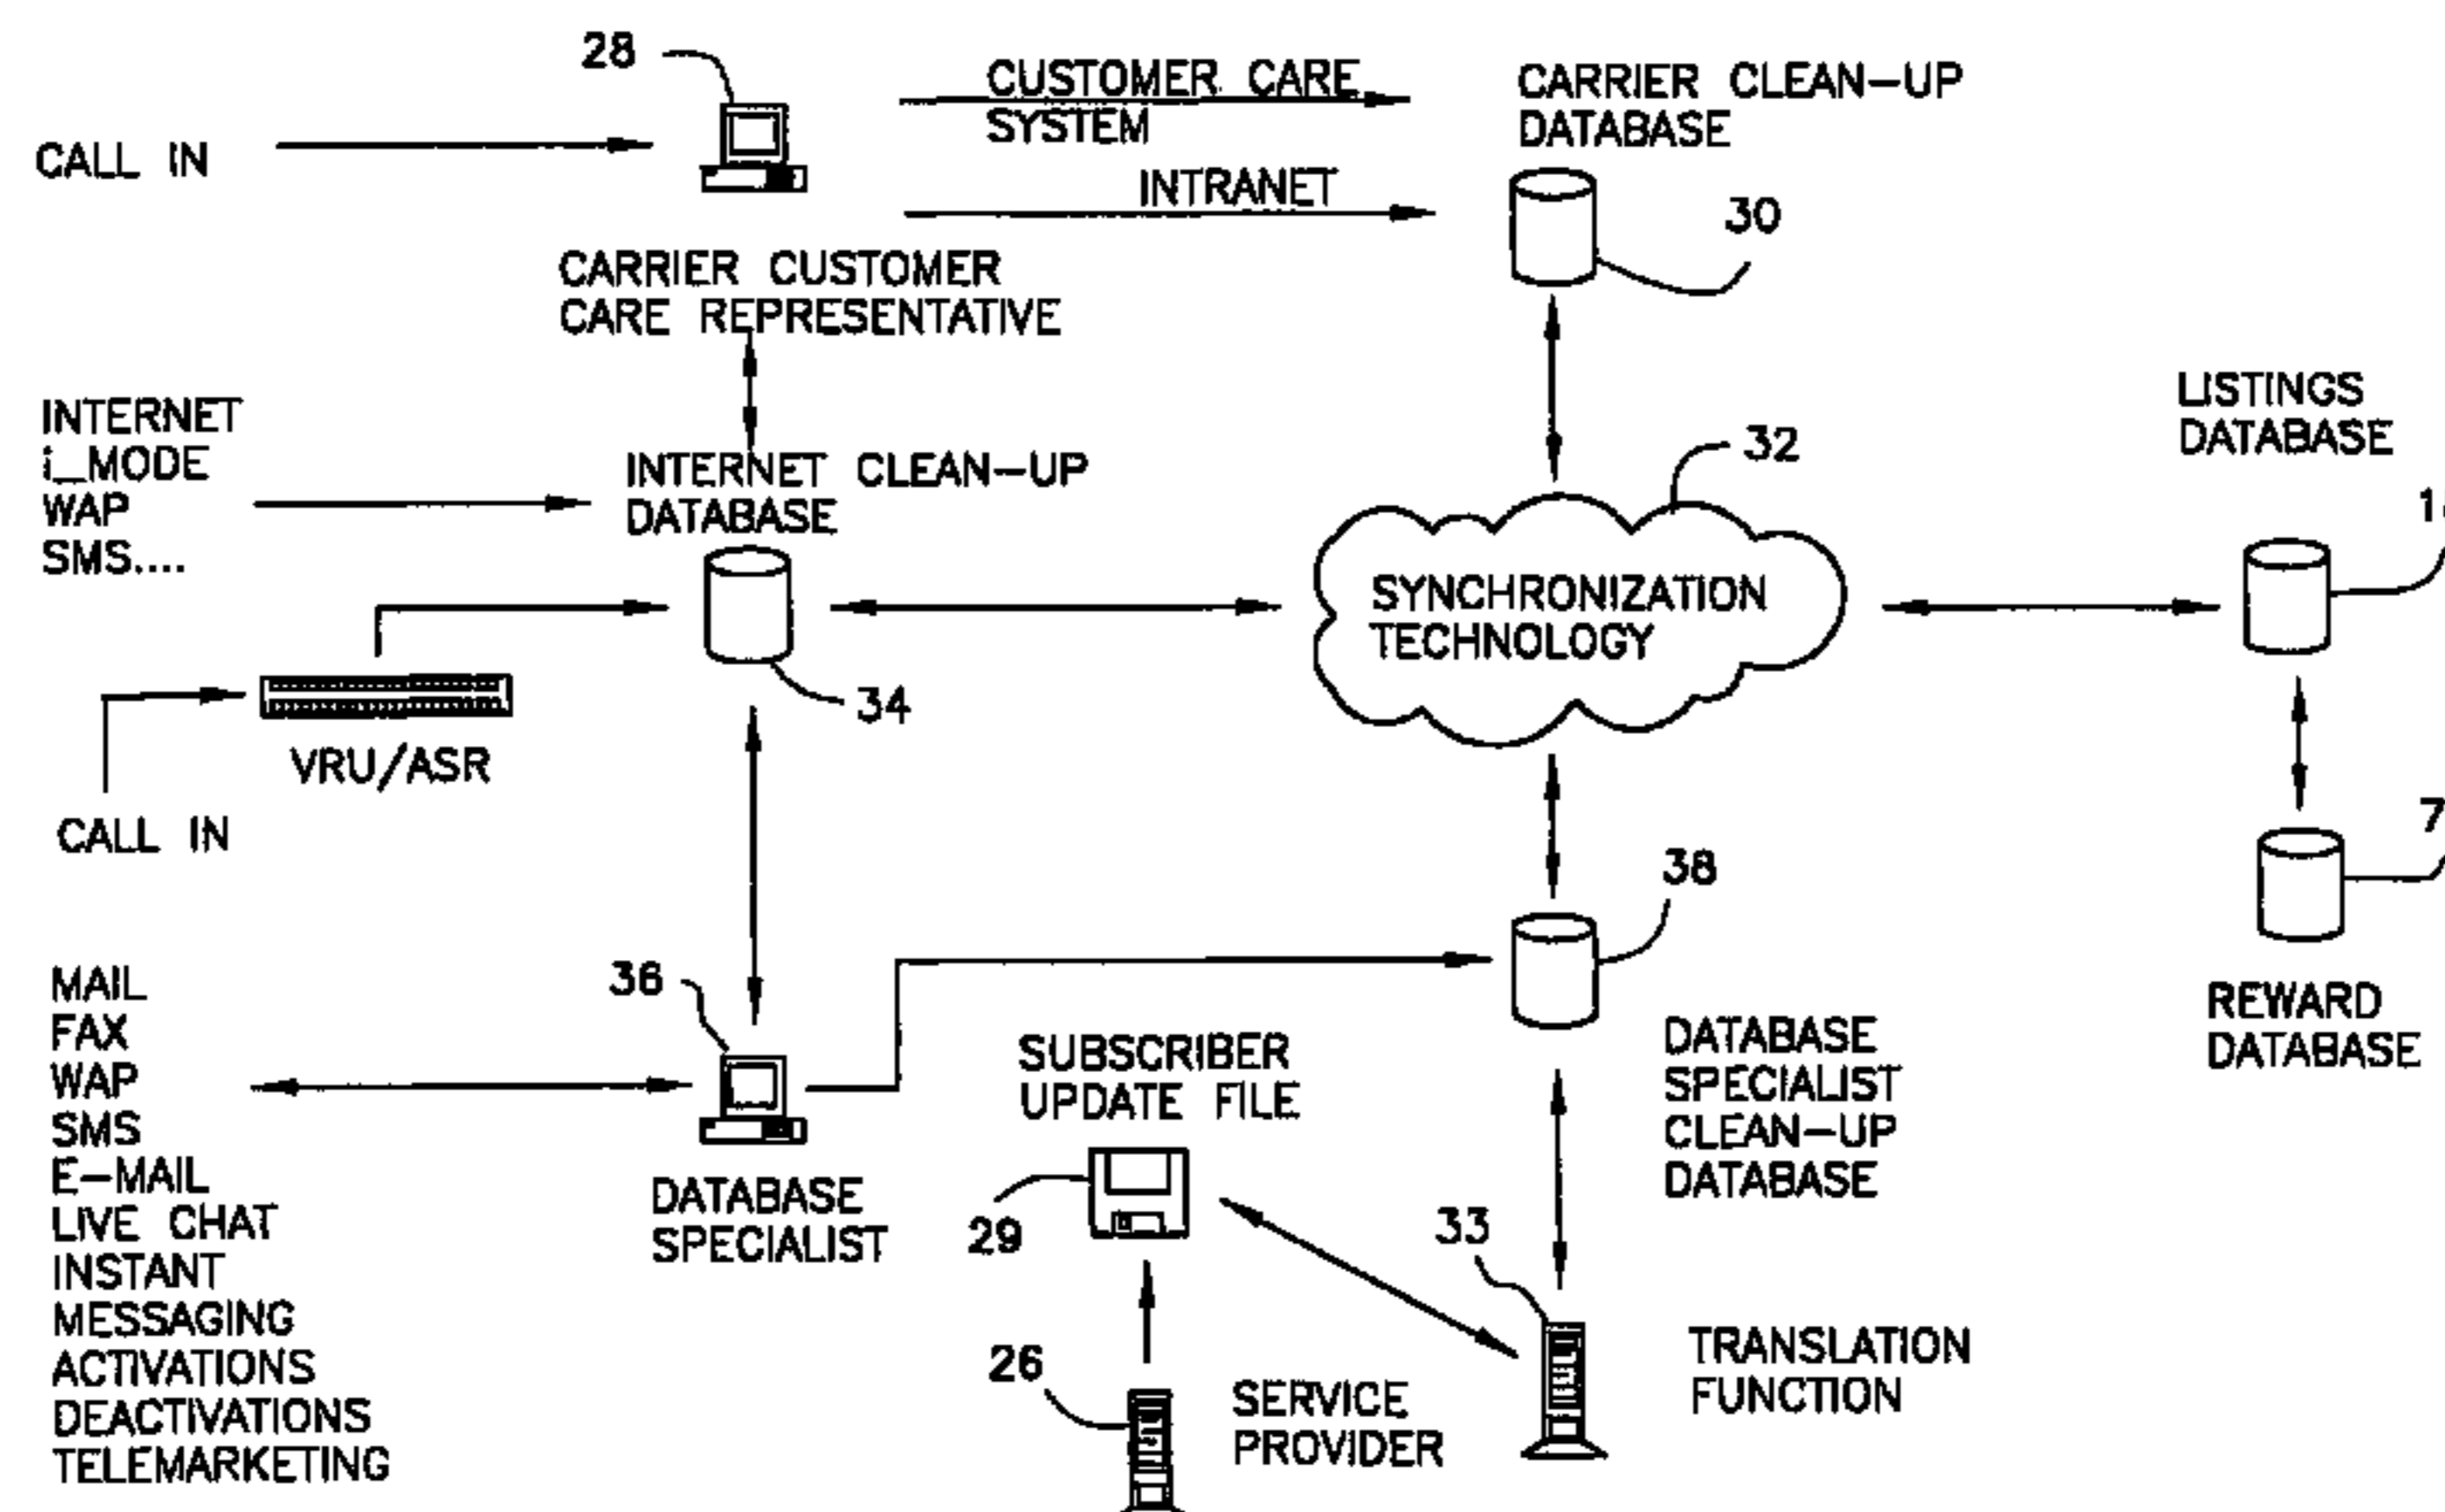 28
CUSTOMER CARE
SYSTEM
CARRIER CLEAN-UP
DATABASE
CALL IN
INTRANET
30
CARRIER CUSTOMER
CARE REPRESENTATIVE
INTERNET
i_MODE
WAP
SMS....
INTERNET CLEAN-UP
DATABASE
32
LISTINGS
DATABASE
SYNCHRONIZATION
TECHNOLOGY
34
VRU/ASR
CALL IN
7
38
36
MAIL
FAX
WAP
SMS
E-MAIL
LIVE CHAT
INSTANT
MESSAGING
ACTIVATIONS
DEACTIVATIONS
TELEMARKETING
DATABASE
SPECIALIST
SUBSCRIBER
UPDATE FILE
29
DATABASE
SPECIALIST
CLEAN-UP
DATABASE
REWARD
DATABASE
33
26
SERVICE
PROVIDER
TRANSLATION
FUNCTION